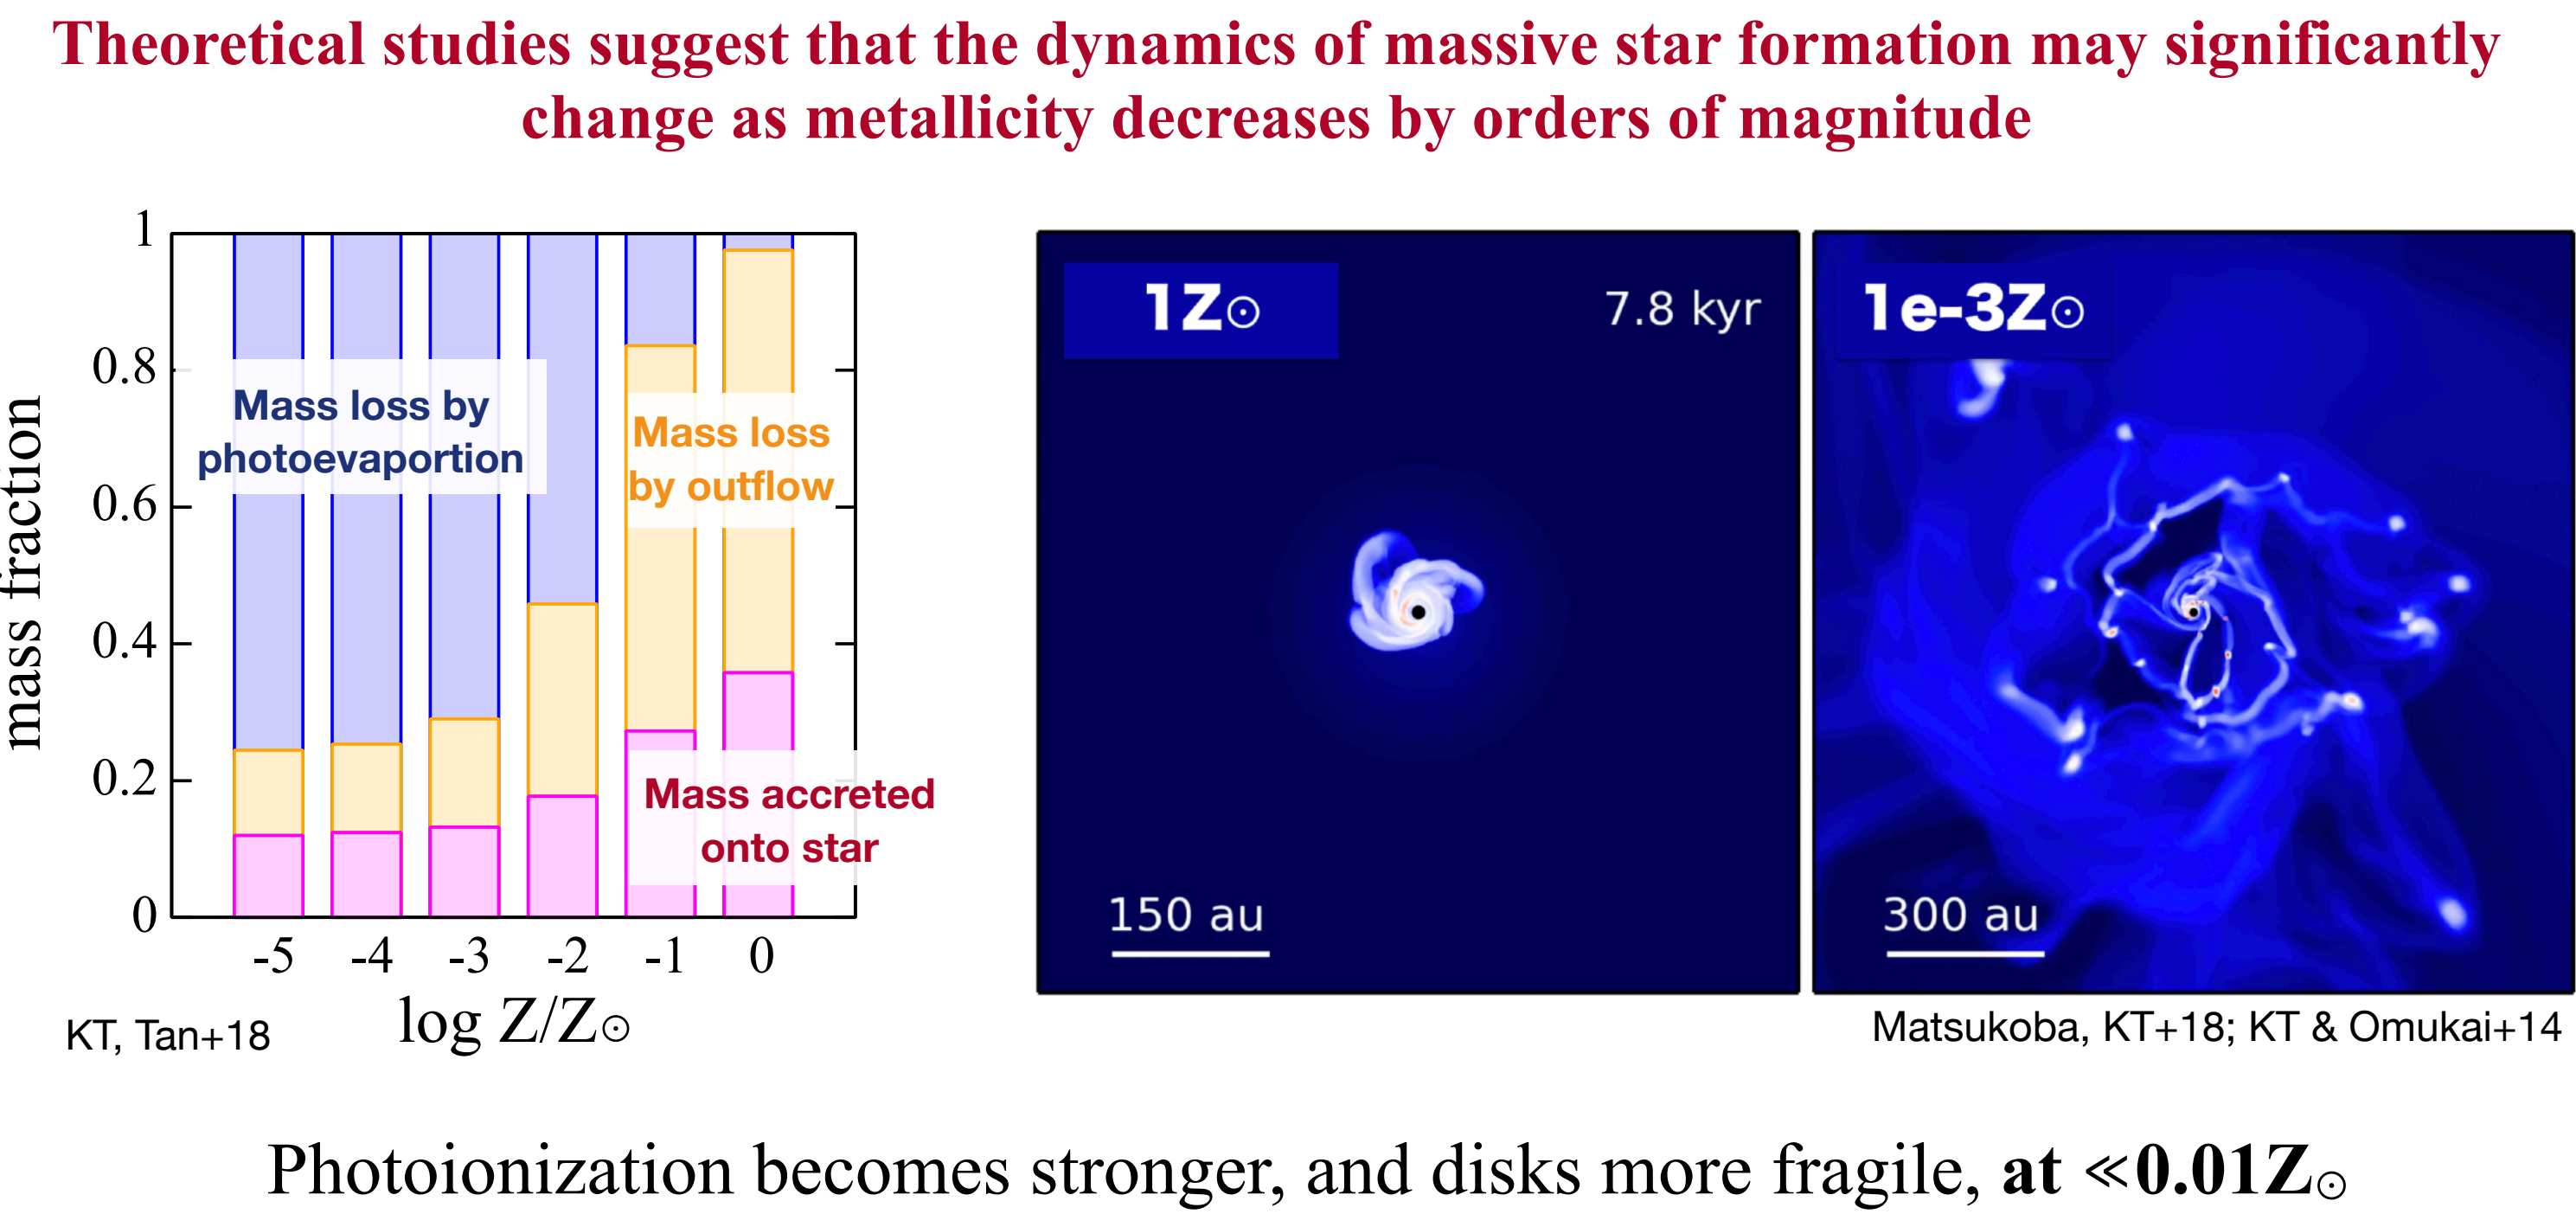 Theoretical studies suggest that the dynamics of massive star formation may significantly
change as metallicity decreases by orders of magnitude
mass fraction
1
0.8
0.6
0.4
0.2
0
Mass loss by
photoevaportion
Mass loss
by outflow
Mass accreted
onto star
-5 -4 -3 -2 -1 0
log Z/Z☉
KT, Tan+18
1Z☉
7.8 kyr
150 au
1e-3Z☉
300 au
Matsukoba, KT+18; KT & Omukai+14
Photoionization becomes stronger, and disks more fragile, at ≪0.01Z☉